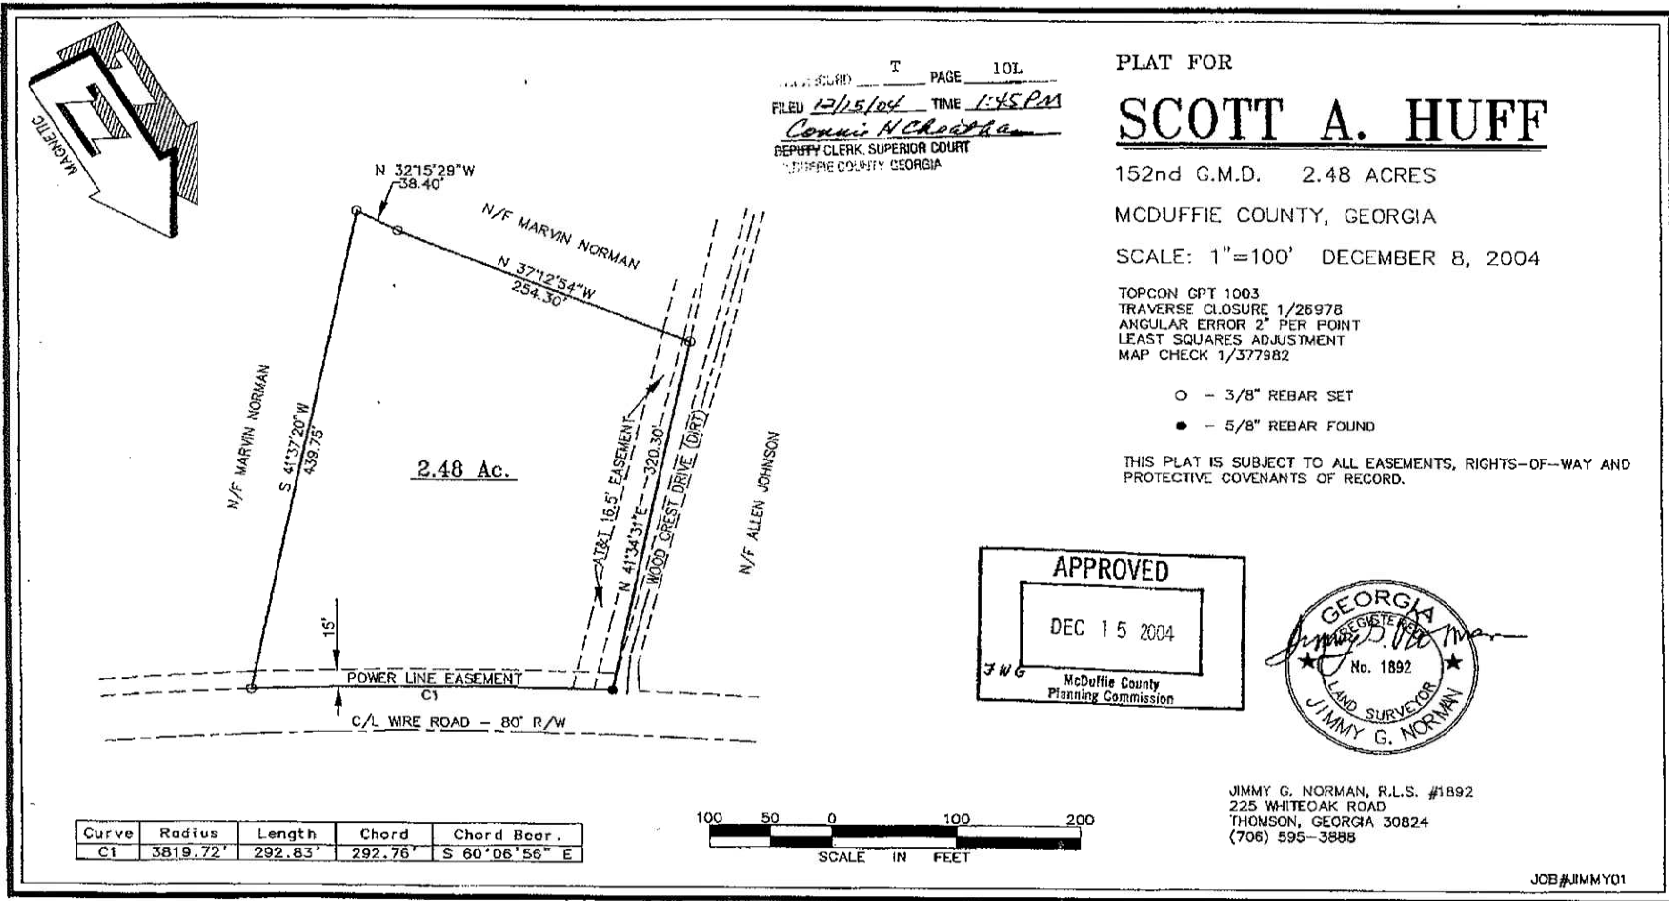 MAGNETIC
T PAGE 10L
FILED 12/15/04 TIME 1:45 PM
Connie H Cheatham
DEPUTY CLERK, SUPERIOR COURT
COUNTY GEORGIA
PLAT FOR
SCOTT A. HUFF
152nd G.M.D. 2.48 ACRES
MCDUFFIE COUNTY, GEORGIA
SCALE: 1"=100' DECEMBER 8, 2004
TOPCON GPT 1003
TRAVERSE CLOSURE 1/26978
ANGULAR ERROR 2" PER POINT
LEAST SQUARES ADJUSTMENT
MAP CHECK 1/377982
O - 3/8" REBAR SET
● - 5/8" REBAR FOUND
THIS PLAT IS SUBJECT TO ALL EASEMENTS, RIGHTS-OF-WAY AND
PROTECTIVE COVENANTS OF RECORD.
N 32°15'29"W
38.40'
N/F MARVIN NORMAN
N 37°12'54"W
254.30'
N/F MARVIN NORMAN
S 41°37'20"W
439.75'
2.48 Ac.
AT&T 16.5' EASEMENT
N 41°34'31"E 320.30'
WOOD CREST DRIVE (DIRT)
N/F ALLEN JOHNSON
15'
POWER LINE EASEMENT
C1
C/L WIRE ROAD - 80' R/W
APPROVED
DEC 15 2004
JWG
McDuffie County
Planning Commission
GEORGIA
REGISTERED
No. 1892
LAND SURVEYOR
JIMMY G. NORMAN
JIMMY G. NORMAN, R.L.S. #1892
225 WHITEOAK ROAD
THOMSON, GEORGIA 30824
(706) 595-3888
Curve Radius Length Chord Chord Bear.
C1 3819.72' 292.83' 292.76' S 60°06'56" E
100 50 0 100 200
SCALE IN FEET
JOB#JIMMY01